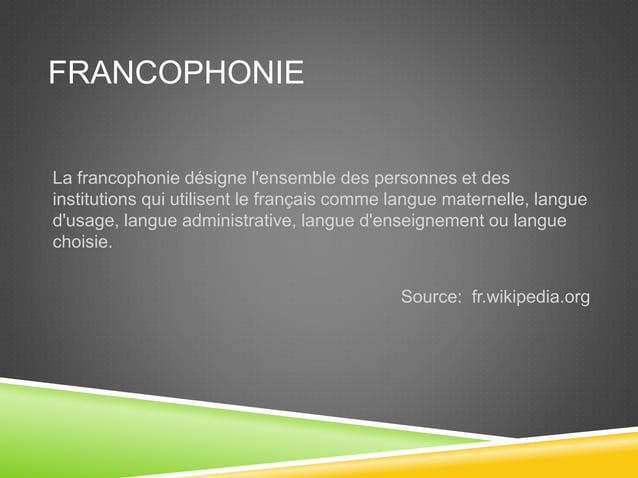 FRANCOPHONIE
La francophonie désigne l'ensemble des personnes et des
institutions qui utilisent le français comme langue maternelle, langue
d'usage, langue administrative, langue d'enseignement ou langue
choisie.
Source:  fr.wikipedia.org